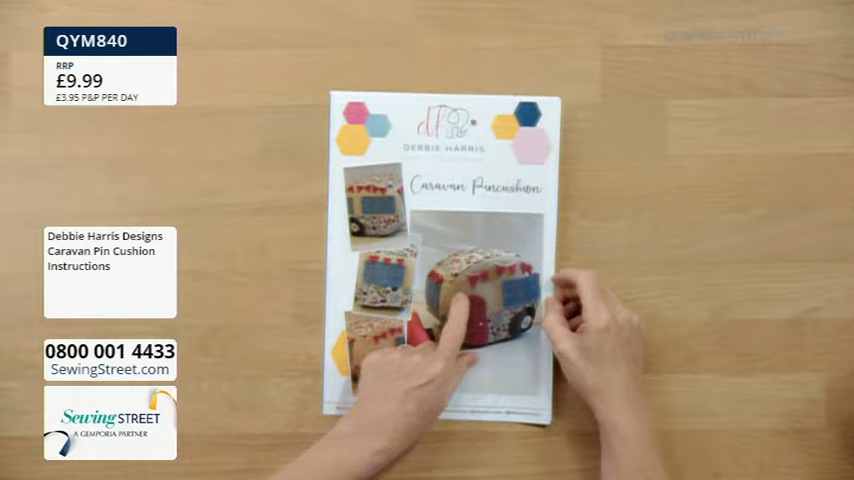 QYM840
RRP
£9.99
£3.95 P&P PER DAY
DEBBIE HARRIS
Caravan Pincushion
Debbie Harris Designs
Caravan Pin Cushion
Instructions
0800 001 4433
SewingStreet.com
Sewing STREET
A GEMPORIA PARTNER